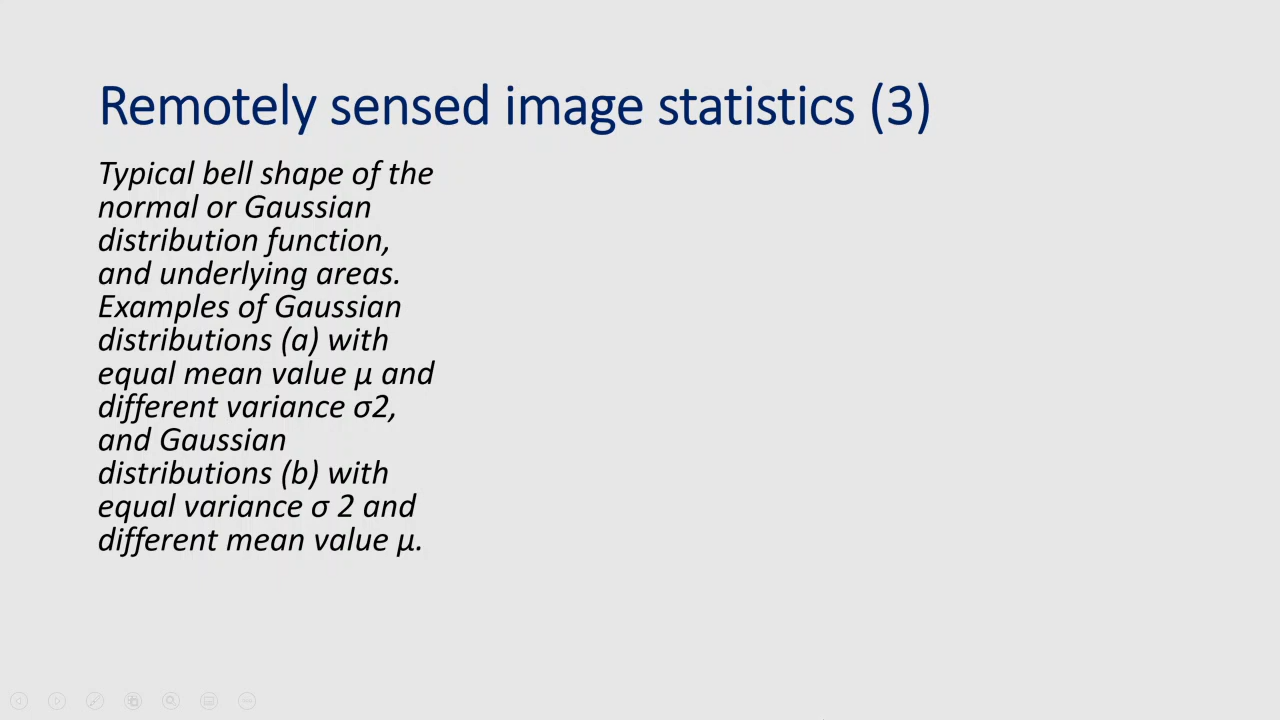 Remotely sensed image statistics (3)
Typical bell shape of the
normal or Gaussian
distribution function,
and underlying areas.
Examples of Gaussian
distributions (a) with
equal mean value μ and
different variance σ2,
and Gaussian
distributions (b) with
equal variance σ 2 and
different mean value μ.